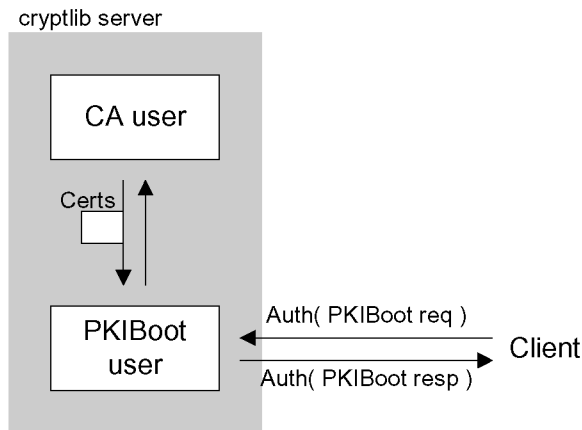 cryptlib server
CA user
Certs
PKIBoot
user
Auth( PKIBoot req )
Auth( PKIBoot resp )
Client